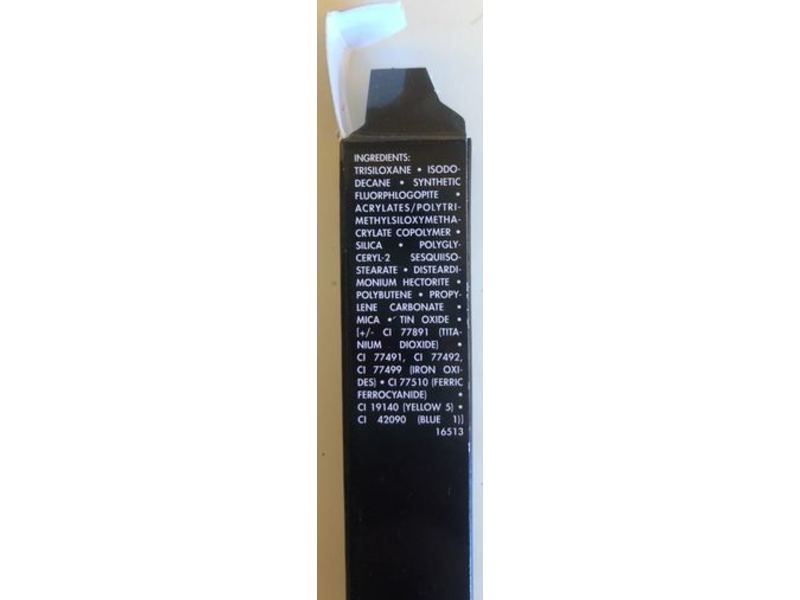 INGREDIENTS:
TRISILOXANE • ISODO-
DECANE • SYNTHETIC
FLUORPHLOGOPITE •
ACRYLATES/POLYTRI-
METHYLSILOXYMETHA-
CRYLATE COPOLYMER •
SILICA • POLYGLY-
CERYL-2 SESQUIISO-
STEARATE • DISTEARDI-
MONIUM HECTORITE •
POLYBUTENE • PROPY-
LENE CARBONATE •
MICA • TIN OXIDE •
[+/- CI 77891 (TITA-
NIUM DIOXIDE) •
CI 77491, CI 77492,
CI 77499 (IRON OXI-
DES) • CI 77510 (FERRIC
FERROCYANIDE) •
CI 19140 (YELLOW 5) •
CI 42090 (BLUE 1)]
16513